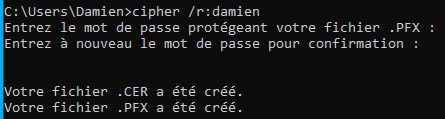 C:\Users\Damien>cipher /r:damien
Entrez le mot de passe protégeant votre fichier .PFX :
Entrez à nouveau le mot de passe pour confirmation :
Votre fichier .CER a été créé.
Votre fichier .PFX a été créé.